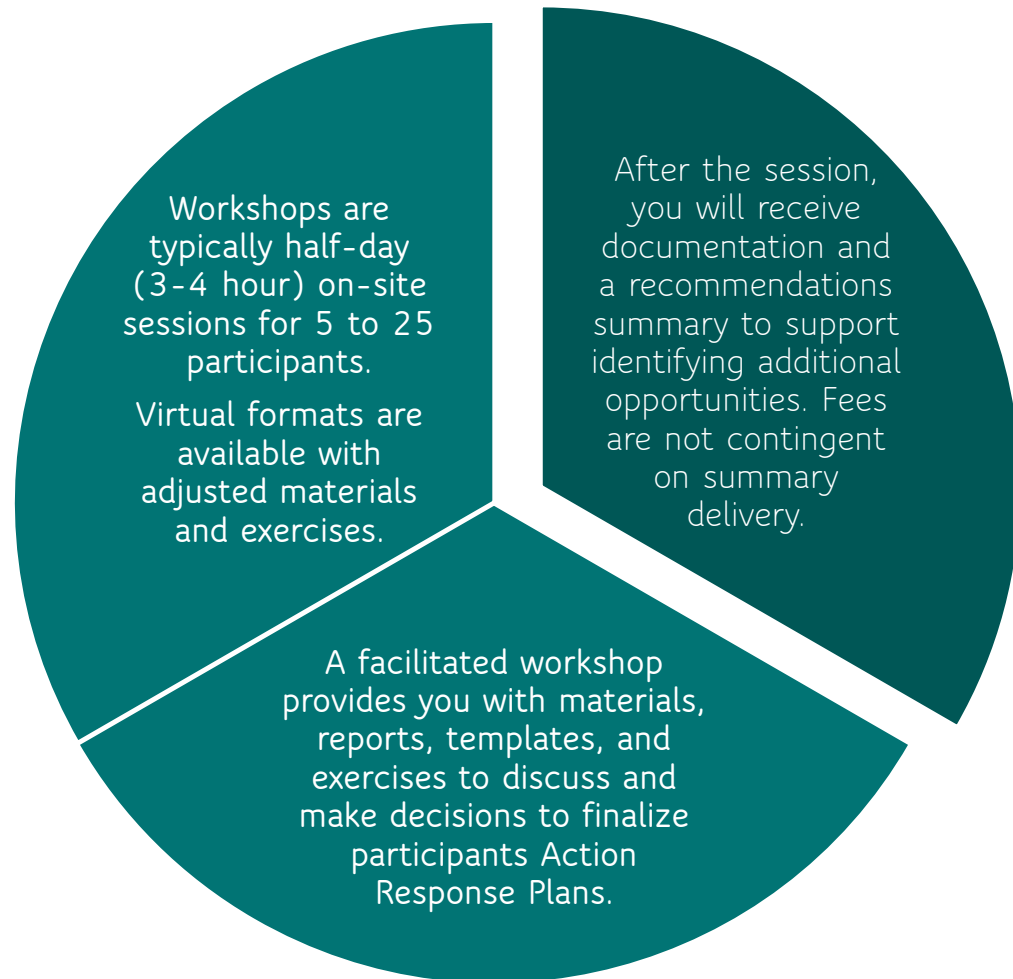 Workshops are
typically half-day
(3-4 hour) on-site
sessions for 5 to 25
participants.
Virtual formats are
available with
adjusted materials
and exercises.
After the session,
you will receive
documentation and
a recommendations
summary to support
identifying additional
opportunities. Fees
are not contingent
on summary
delivery.
A facilitated workshop
provides you with materials,
reports, templates, and
exercises to discuss and
make decisions to finalize
participants Action
Response Plans.